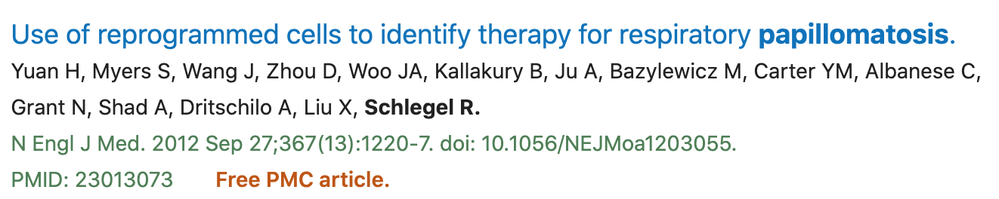 Use of reprogrammed cells to identify therapy for respiratory papillomatosis.
Yuan H, Myers S, Wang J, Zhou D, Woo JA, Kallakury B, Ju A, Bazylewicz M, Carter YM, Albanese C,
Grant N, Shad A, Dritschilo A, Liu X, Schlegel R.
N Engl J Med. 2012 Sep 27;367(13):1220-7. doi: 10.1056/NEJMoa1203055.
PMID: 23013073 Free PMC article.